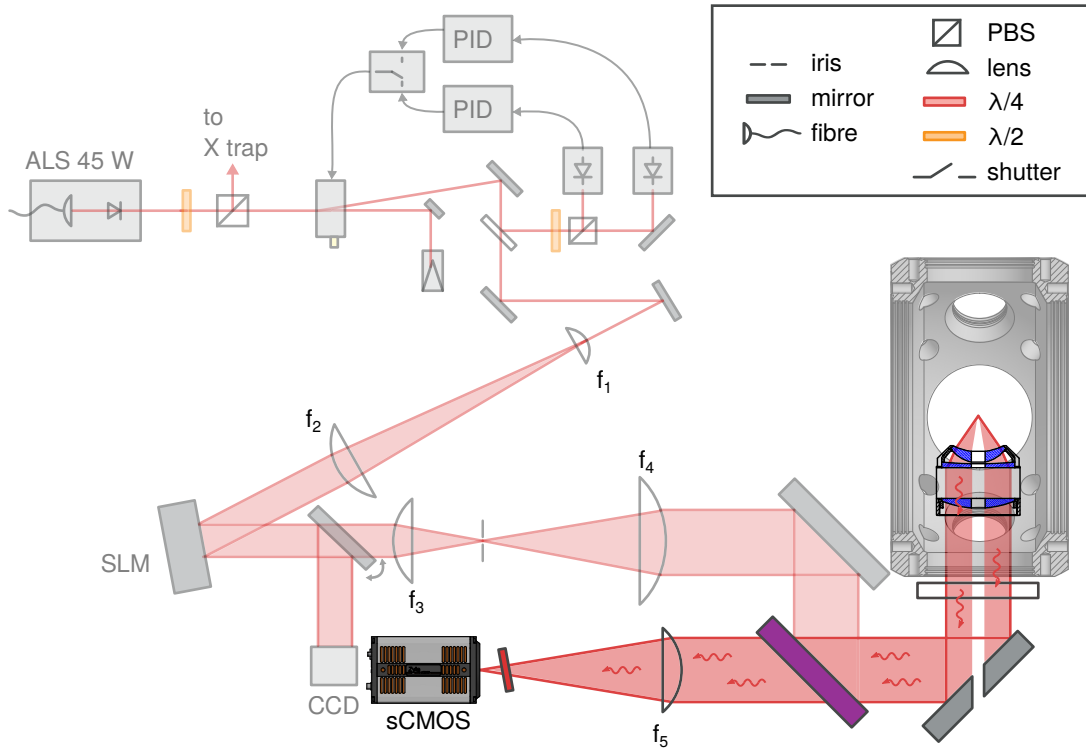 PID
PID
to
X trap
ALS 45 W
iris
mirror
fibre
PBS
lens
λ/4
λ/2
shutter
f1
f2
f4
SLM
f3
CCD
sCMOS
f5